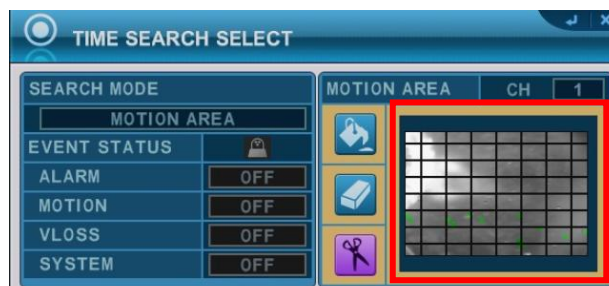 TIME SEARCH SELECT
SEARCH MODE
MOTION AREA
EVENT STATUS
ALARM OFF
MOTION OFF
VLOSS OFF
SYSTEM OFF
MOTION AREA CH 1